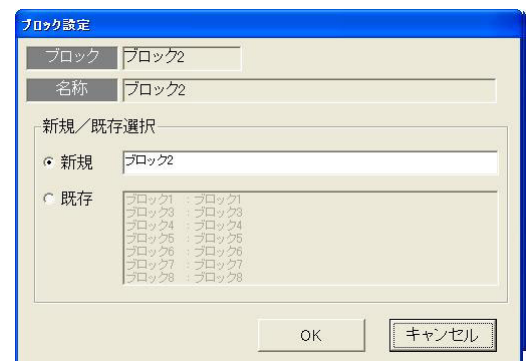 ブロック設定
ブロック ブロック2
名称 ブロック2
新規／既存選択
新規 ブロック2
既存 ブロック1 : ブロック1
ブロック3 : ブロック3
ブロック4 : ブロック4
ブロック5 : ブロック5
ブロック6 : ブロック6
ブロック7 : ブロック7
ブロック8 : ブロック8
OK キャンセル